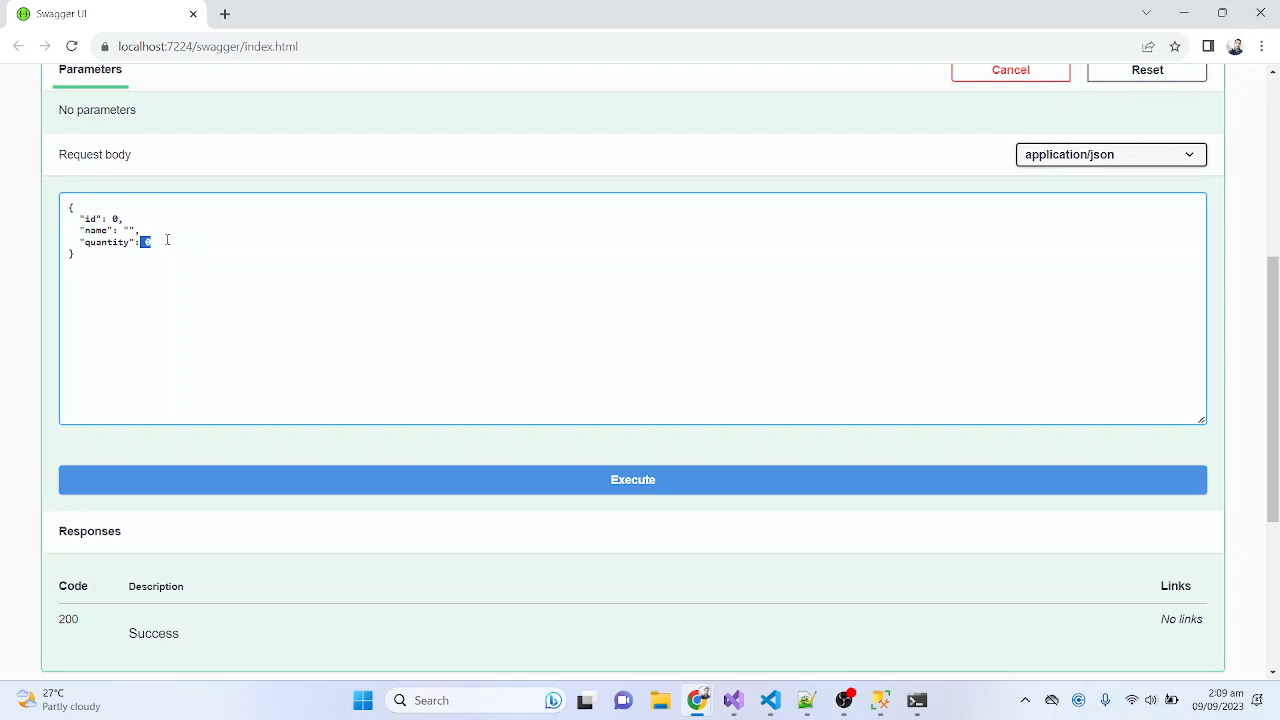 Swagger UI
localhost:7224/swagger/index.html
Parameters
Cancel
Reset
No parameters
Request body
application/json
{
"id": 0,
"name": "",
"quantity": 0
}
Execute
Responses
Code
Description
Links
200
Success
No links
27°C
Partly cloudy
Search
2:09 am
09/09/2023